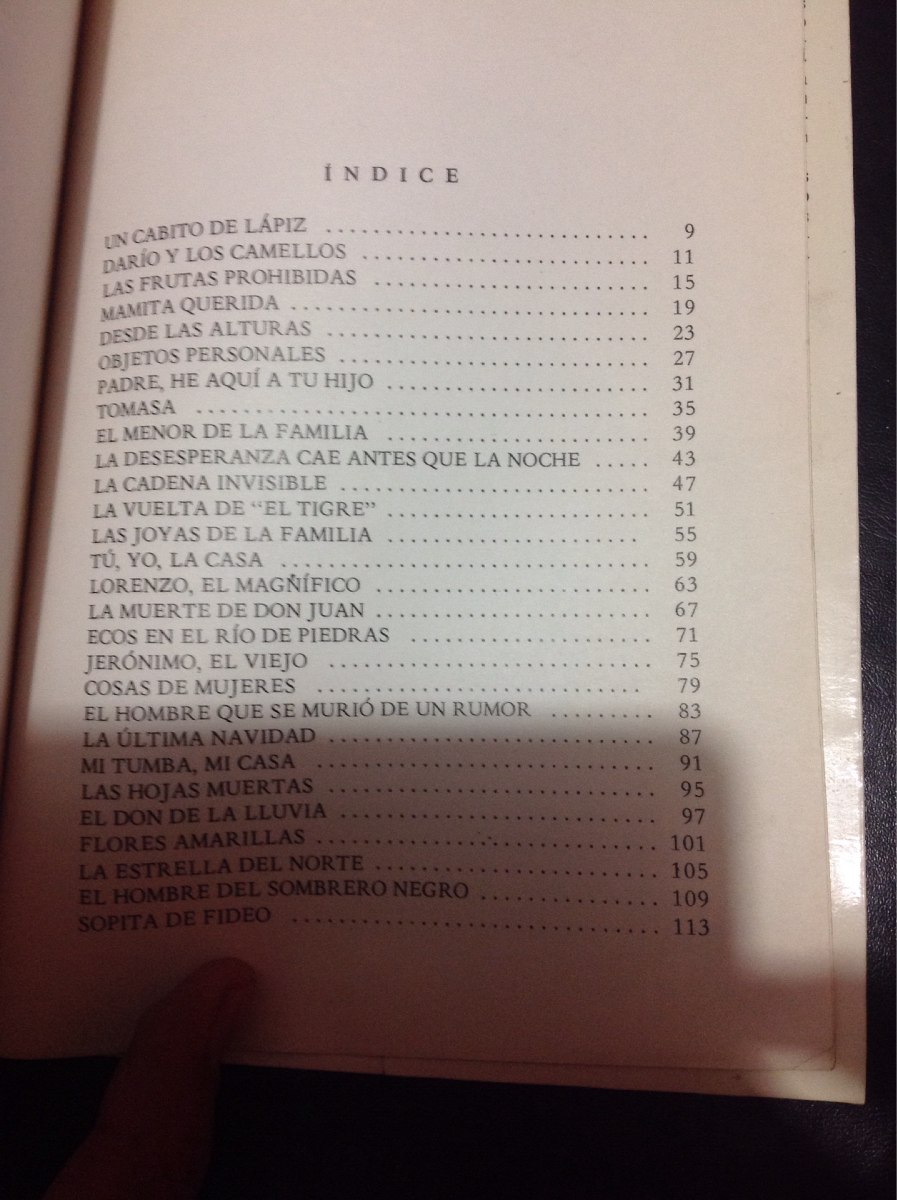 ÍNDICE
UN CABITO DE LÁPIZ ............................ 9
DARÍO Y LOS CAMELLOS ......................... 11
LAS FRUTAS PROHIBIDAS ........................ 15
MAMITA QUERIDA ................................ 19
DESDE LAS ALTURAS ............................ 23
OBJETOS PERSONALES ........................... 27
PADRE, HE AQUÍ A TU HIJO ...................... 31
TOMASA ........................................ 35
EL MENOR DE LA FAMILIA ....................... 39
LA DESESPERANZA CAE ANTES QUE LA NOCHE ..... 43
LA CADENA INVISIBLE ........................... 47
LA VUELTA DE “EL TIGRE” ....................... 51
LAS JOYAS DE LA FAMILIA ...................... 55
TÚ, YO, LA CASA ................................ 59
LORENZO, EL MAGÑÍFICO ........................ 63
LA MUERTE DE DON JUAN ........................ 67
ECOS EN EL RÍO DE PIEDRAS .................... 71
JERÓNIMO, EL VIEJO ............................ 75
COSAS DE MUJERES ............................ 79
EL HOMBRE QUE SE MURIÓ DE UN RUMOR ......... 83
LA ÚLTIMA NAVIDAD ............................ 87
MI TUMBA, MI CASA ............................. 91
LAS HOJAS MUERTAS ............................ 95
EL DON DE LA LLUVIA ........................... 97
FLORES AMARILLAS ............................. 101
LA ESTRELLA DEL NORTE ........................ 105
EL HOMBRE DEL SOMBRERO NEGRO ............... 109
SOPITA DE FIDEO ............................... 113